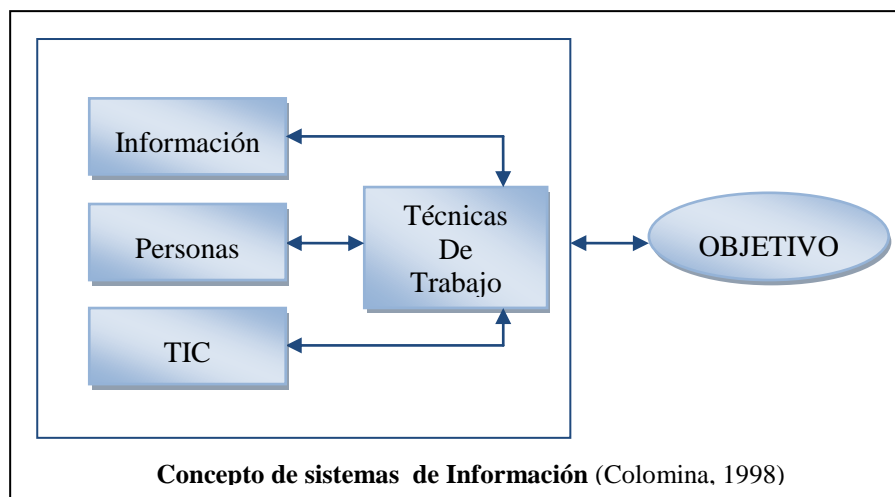 Información
Personas
TIC
Técnicas
De
Trabajo
OBJETIVO
Concepto de sistemas de Información (Colomina, 1998)